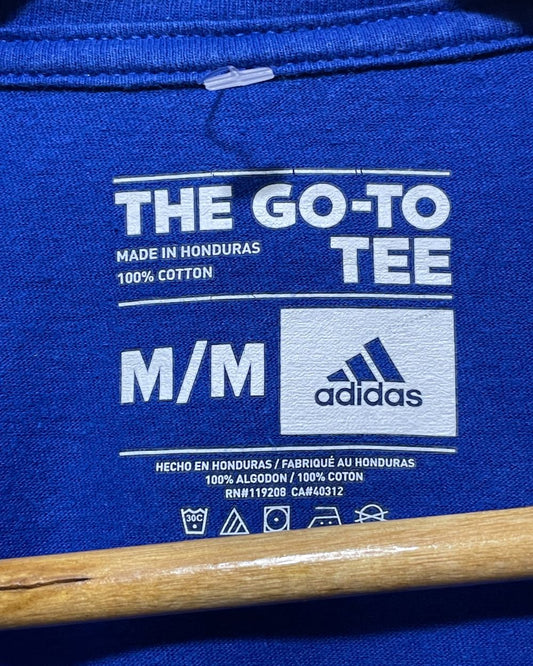 THE GO-TO
TEE
MADE IN HONDURAS
100% COTTON
M/M
adidas
HECHO EN HONDURAS / FABRIQUÉ AU HONDURAS
100% ALGODON / 100% COTON
RN#119208 CA#40312
30C